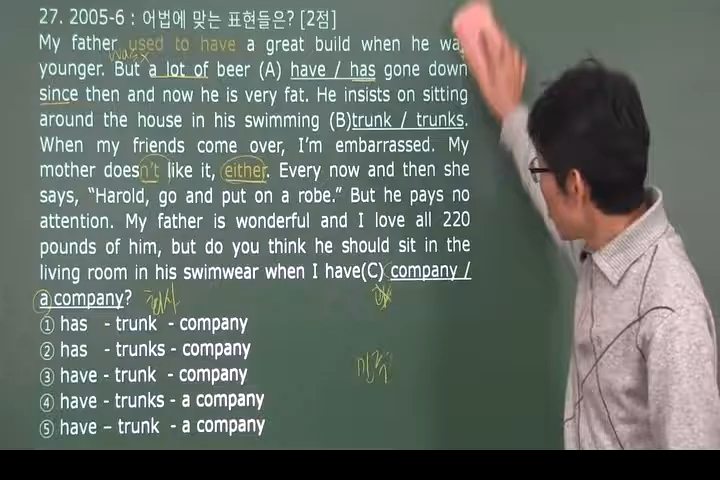 27. 2005-6 : 어법에 맞는 표현들은? [2점]
My father used to have a great build when he was
was x
younger. But a lot of beer (A) have / has gone down
since then and now he is very fat. He insists on sitting
around the house in his swimming (B)trunk / trunks.
When my friends come over, I'm embarrassed. My
mother doesn't like it, either. Every now and then she
says, "Harold, go and put on a robe." But he pays no
attention. My father is wonderful and I love all 220
pounds of him, but do you think he should sit in the
living room in his swimwear when I have(C) company /
a company? 회사
① has - trunk - company
② has - trunks - company
③ have - trunk - company
④ have - trunks - a company
⑤ have – trunk - a company